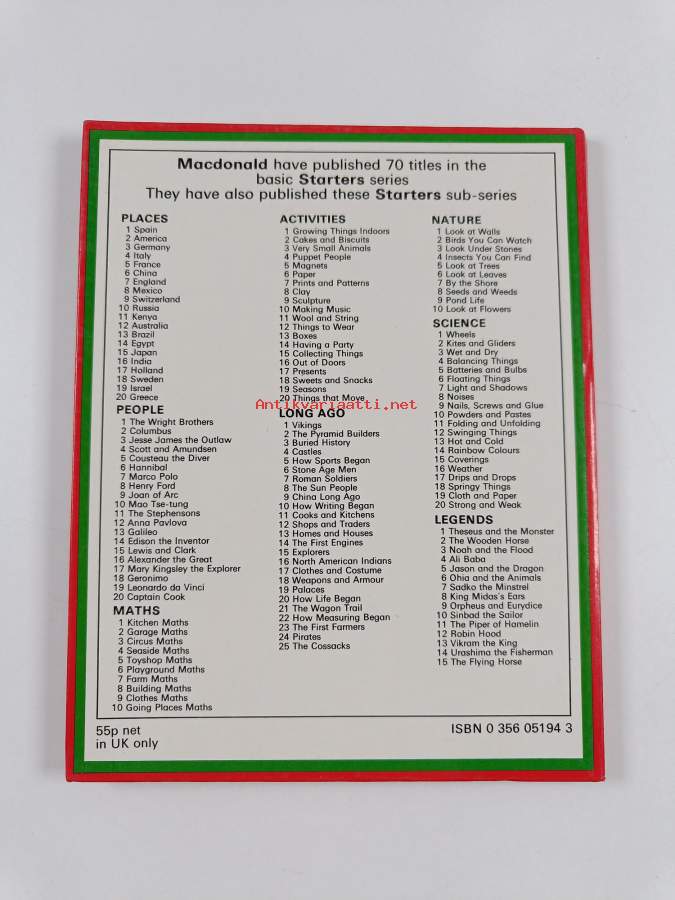 Macdonald have published 70 titles in the
basic Starters series
They have also published these Starters sub-series
PLACES
1 Spain
2 America
3 Germany
4 Italy
5 France
6 China
7 England
8 Mexico
9 Switzerland
10 Russia
11 Kenya
12 Australia
13 Brazil
14 Egypt
15 Japan
16 India
17 Holland
18 Sweden
19 Israel
20 Greece
PEOPLE
1 The Wright Brothers
2 Columbus
3 Jesse James the Outlaw
4 Scott and Amundsen
5 Cousteau the Diver
6 Hannibal
7 Marco Polo
8 Henry Ford
9 Joan of Arc
10 Mao Tse-tung
11 The Stephensons
12 Anna Pavlova
13 Galileo
14 Edison the Inventor
15 Lewis and Clark
16 Alexander the Great
17 Mary Kingsley the Explorer
18 Geronimo
19 Leonardo da Vinci
20 Captain Cook
MATHS
1 Kitchen Maths
2 Garage Maths
3 Circus Maths
4 Seaside Maths
5 Toyshop Maths
6 Playground Maths
7 Farm Maths
8 Building Maths
9 Clothes Maths
10 Going Places Maths
ACTIVITIES
1 Growing Things Indoors
2 Cakes and Biscuits
3 Very Small Animals
4 Puppet People
5 Magnets
6 Paper
7 Prints and Patterns
8 Clay
9 Sculpture
10 Making Music
11 Wool and String
12 Things to Wear
13 Boxes
14 Having a Party
15 Collecting Things
16 Out of Doors
17 Presents
18 Sweets and Snacks
19 Seasons
20 Things that Move
Antikvariaatti.net
LONG AGO
1 Vikings
2 The Pyramid Builders
3 Buried History
4 Castles
5 How Sports Began
6 Stone Age Men
7 Roman Soldiers
8 The Sun People
9 China Long Ago
10 How Writing Began
11 Cooks and Kitchens
12 Shops and Traders
13 Homes and Houses
14 The First Engines
15 Explorers
16 North American Indians
17 Clothes and Costume
18 Weapons and Armour
19 Palaces
20 How Life Began
21 The Wagon Trail
22 How Measuring Began
23 The First Farmers
24 Pirates
25 The Cossacks
NATURE
1 Look at Walls
2 Birds You Can Watch
3 Look Under Stones
4 Insects You Can Find
5 Look at Trees
6 Look at Leaves
7 By the Shore
8 Seeds and Weeds
9 Pond Life
10 Look at Flowers
SCIENCE
1 Wheels
2 Kites and Gliders
3 Wet and Dry
4 Balancing Things
5 Batteries and Bulbs
6 Floating Things
7 Light and Shadows
8 Noises
9 Nails, Screws and Glue
10 Powders and Pastes
11 Folding and Unfolding
12 Swinging Things
13 Hot and Cold
14 Rainbow Colours
15 Coverings
16 Weather
17 Drips and Drops
18 Springy Things
19 Cloth and Paper
20 Strong and Weak
LEGENDS
1 Theseus and the Monster
2 The Wooden Horse
3 Noah and the Flood
4 Ali Baba
5 Jason and the Dragon
6 Ohia and the Animals
7 Sadko the Minstrel
8 King Midas's Ears
9 Orpheus and Eurydice
10 Sinbad the Sailor
11 The Piper of Hamelin
12 Robin Hood
13 Vikram the King
14 Urashima the Fisherman
15 The Flying Horse
55p net
in UK only
ISBN 0 356 05194 3